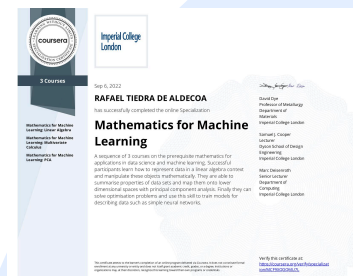 coursera
3 Courses
Mathematics for Machine
Learning: Linear Algebra
Mathematics for Machine
Learning: Multivariate
Calculus
Mathematics for Machine
Learning: PCA
Imperial College
London
Sep 6, 2022
RAFAEL TIEDRA DE ALDECOA
has successfully completed the online Specialization
Mathematics for Machine
Learning
A sequence of 3 courses on the prerequisite mathematics for
applications in data science and machine learning. Successful
participants learn how to represent data in a linear algebra context
and manipulate these objects mathematically. They are able to
summarise properties of data sets and map them onto lower
dimensional spaces with principal component analysis. Finally they can
solve optimisation problems and use this skill to train models for
describing data such as simple neural networks.
David Dye
Professor of Metallurgy
Department of
Materials
Imperial College London
Samuel J. Cooper
Lecturer
Dyson School of Design
Engineering
Imperial College London
Marc Deisenroth
Senior Lecturer
Department of
Computing
Imperial College London
Verify this certificate at: